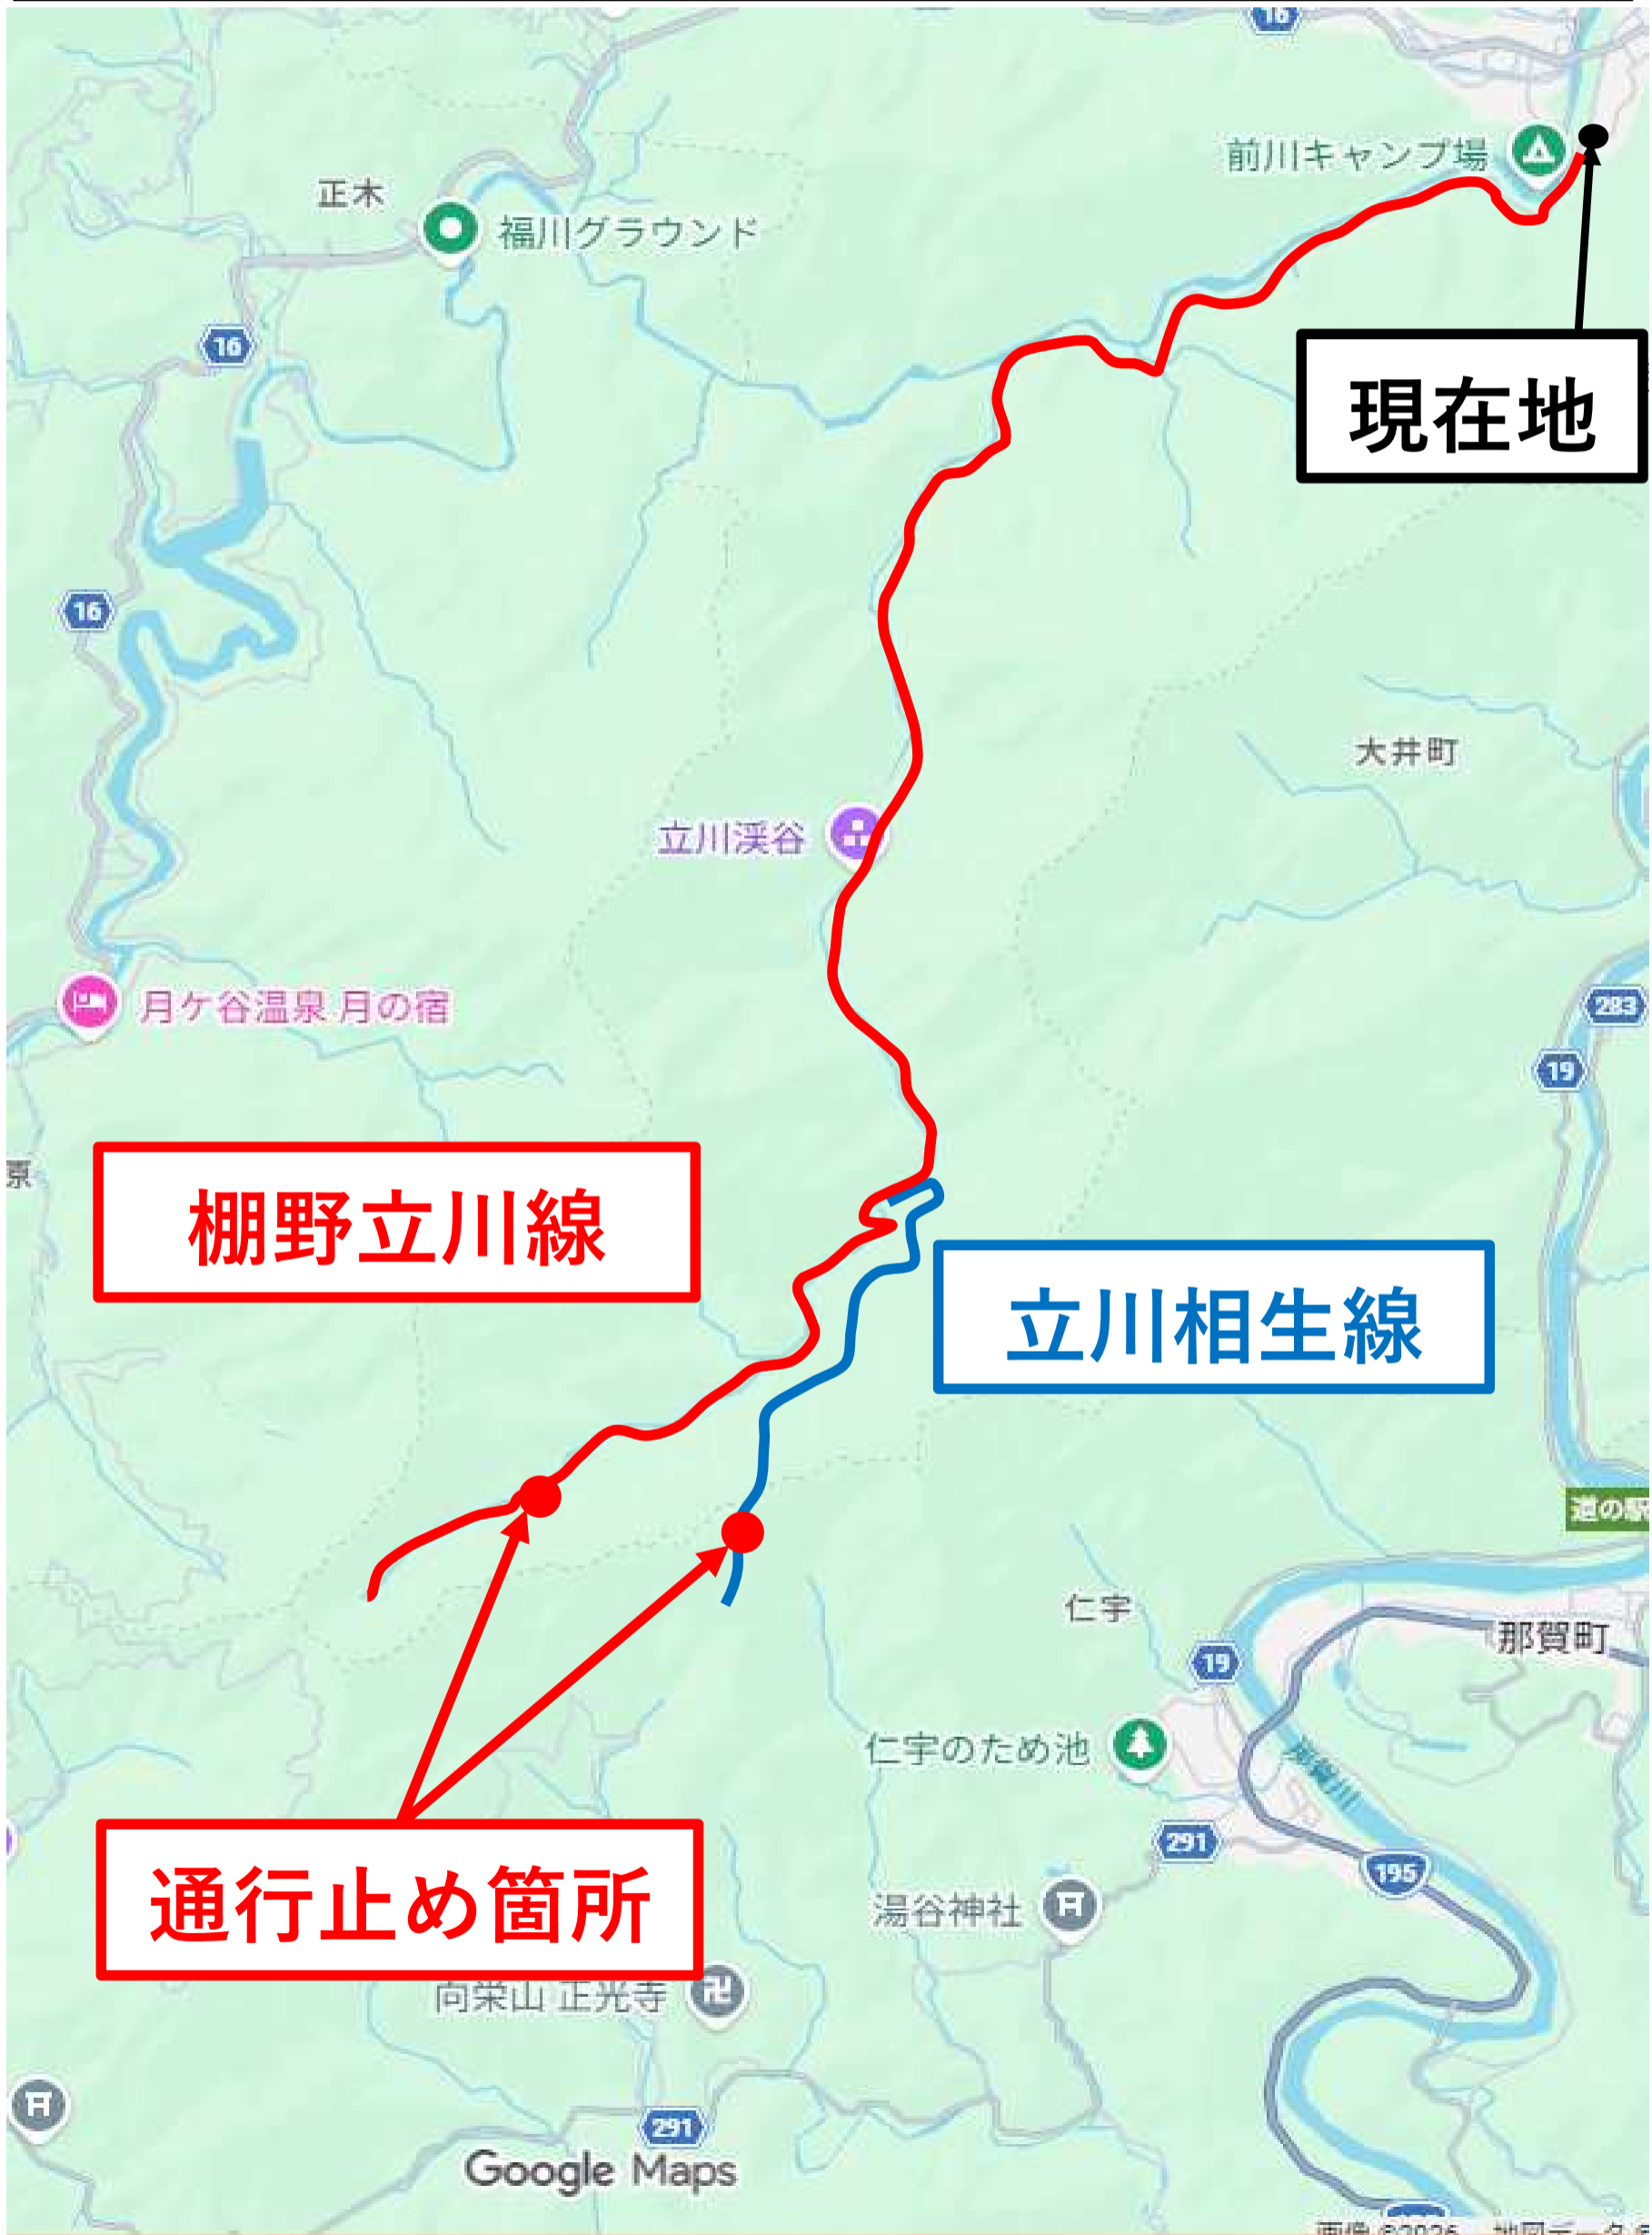 16
前川キャンプ場
正木
福川グラウンド
16
現在地
16
大井町
立川渓谷
月ケ谷温泉 月の宿
283
19
棚野立川線
立川相生線
道の駅
仁宇
那賀町
19
仁宇のため池
那賀川
291
195
通行止め箇所
湯谷神社
向栄山 正光寺
291
Google Maps